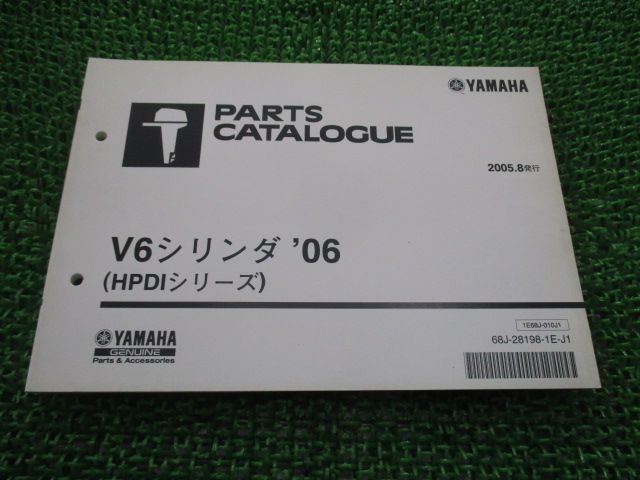 YAMAHA
PARTS
CATALOGUE
2005.8発行
V6シリンダ '06
(HPDIシリーズ)
YAMAHA
GENUINE
Parts & Accessories
1E68J-010J1
68J-28198-1E-J1